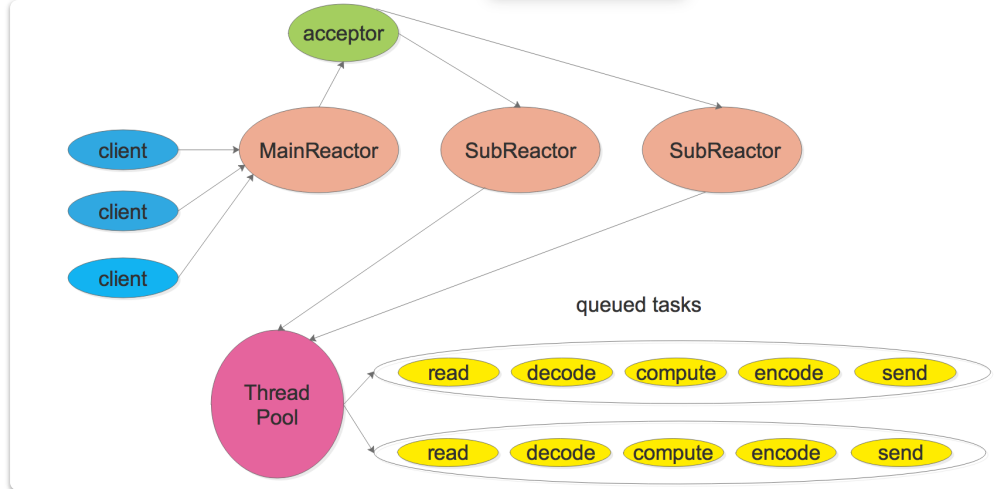 acceptor
client
MainReactor
SubReactor
SubReactor
client
client
queued tasks
Thread
Pool
read
decode
compute
encode
send
read
decode
compute
encode
send